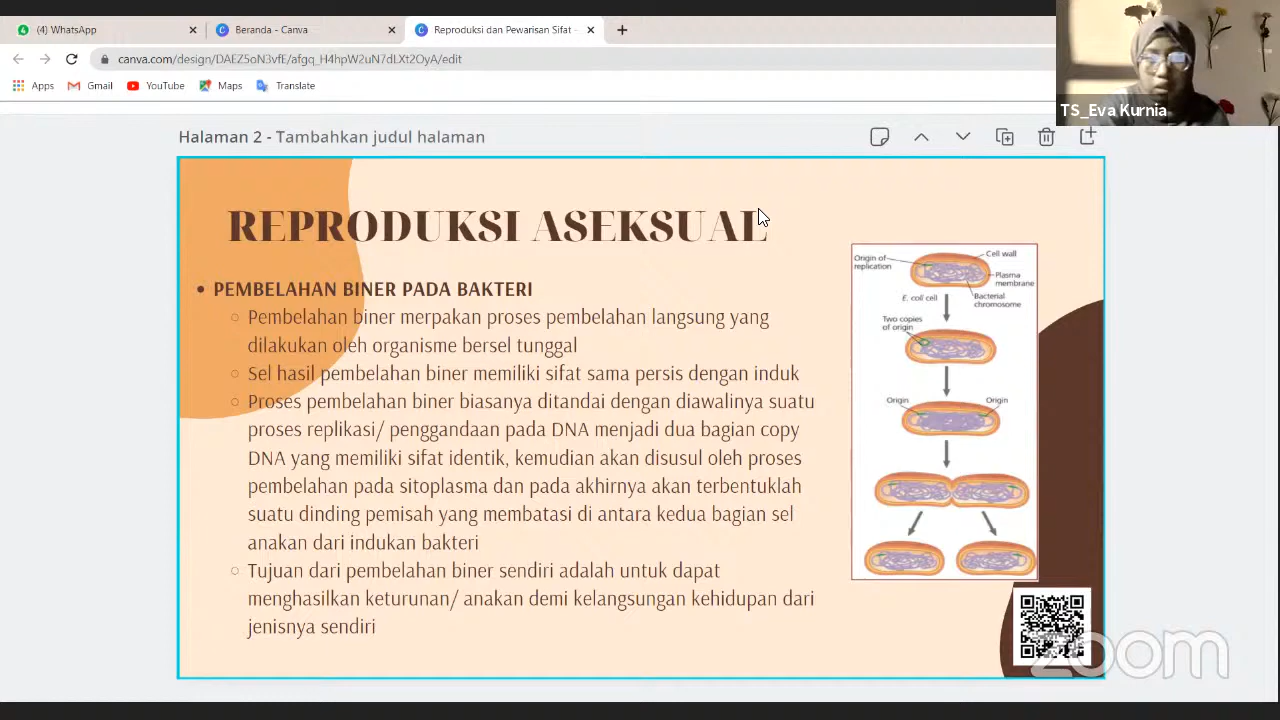 (4) WhatsApp
Beranda - Canva
Reproduksi dan Pewarisan Sifat -
canva.com/design/DAEZ5oN3vfE/afgq_H4hpW2uN7dLXt2OyA/edit
Apps
Gmail
YouTube
Maps
Translate
TS_Eva Kurnia
Halaman 2 - Tambahkan judul halaman
REPRODUKSI ASEKSUAL
• PEMBELAHAN BINER PADA BAKTERI
○ Pembelahan biner merpakan proses pembelahan langsung yang
dilakukan oleh organisme bersel tunggal
○ Sel hasil pembelahan biner memiliki sifat sama persis dengan induk
○ Proses pembelahan biner biasanya ditandai dengan diawalinya suatu
proses replikasi/ penggandaan pada DNA menjadi dua bagian copy
DNA yang memiliki sifat identik, kemudian akan disusul oleh proses
pembelahan pada sitoplasma dan pada akhirnya akan terbentuklah
suatu dinding pemisah yang membatasi di antara kedua bagian sel
anakan dari indukan bakteri
○ Tujuan dari pembelahan biner sendiri adalah untuk dapat
menghasilkan keturunan/ anakan demi kelangsungan kehidupan dari
jenisnya sendiri
Origin of
replication
Cell wall
Plasma
membrane
Bacterial
chromosome
E. coli cell
Two copies
of origin
Origin
Origin
zoom